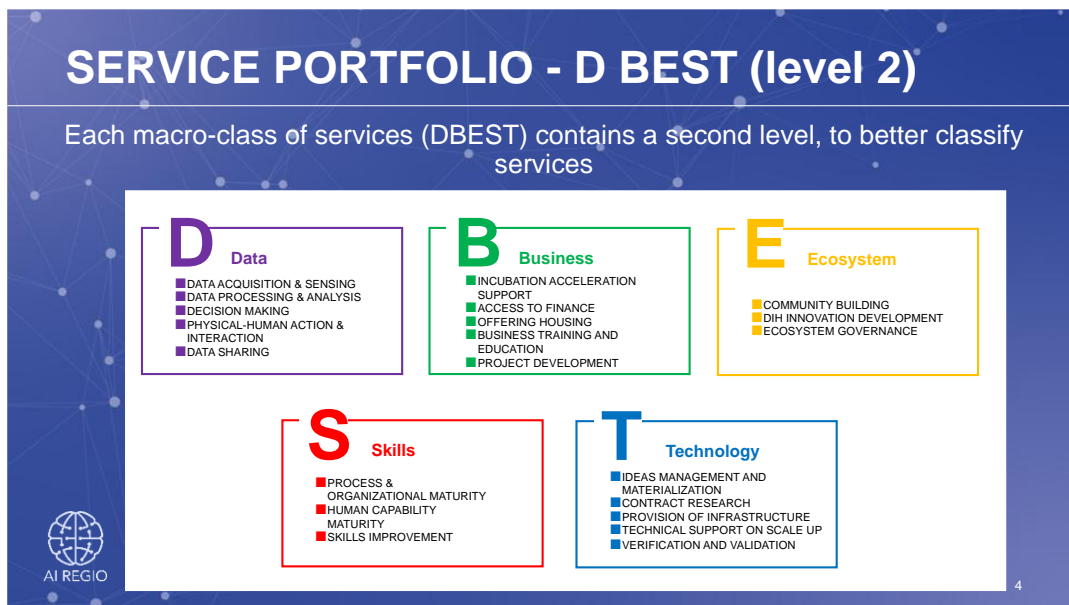 SERVICE PORTFOLIO - D BEST (level 2)
Each macro-class of services (DBEST) contains a second level, to better classify
services
D
Data
DATA ACQUISITION & SENSING
DATA PROCESSING & ANALYSIS
DECISION MAKING
PHYSICAL-HUMAN ACTION &
INTERACTION
DATA SHARING
B
Business
INCUBATION ACCELERATION
SUPPORT
ACCESS TO FINANCE
OFFERING HOUSING
BUSINESS TRAINING AND
EDUCATION
PROJECT DEVELOPMENT
E
Ecosystem
COMMUNITY BUILDING
DIH INNOVATION DEVELOPMENT
ECOSYSTEM GOVERNANCE
S
Skills
PROCESS &
ORGANIZATIONAL MATURITY
HUMAN CAPABILITY
MATURITY
SKILLS IMPROVEMENT
T
Technology
IDEAS MANAGEMENT AND
MATERIALIZATION
CONTRACT RESEARCH
PROVISION OF INFRASTRUCTURE
TECHNICAL SUPPORT ON SCALE UP
VERIFICATION AND VALIDATION
AI REGIO
4